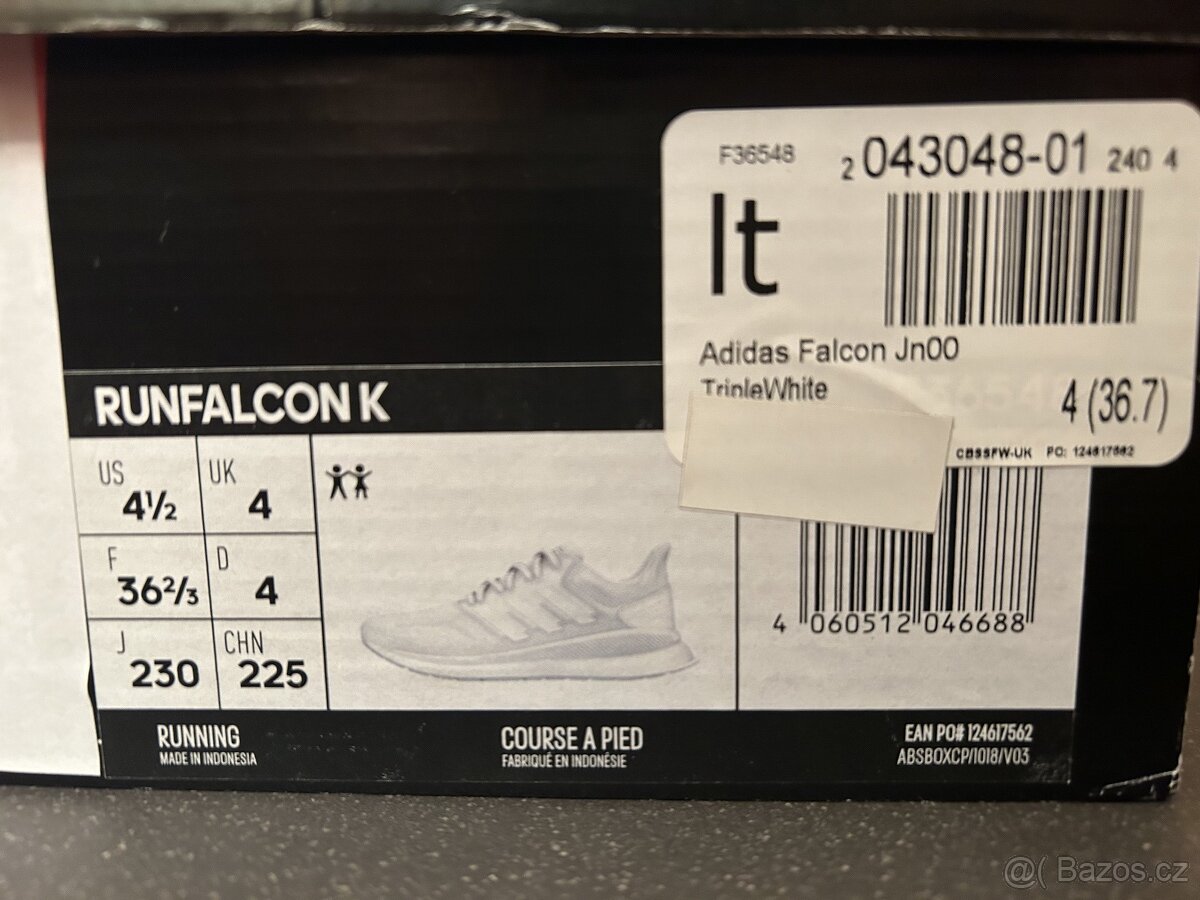 F36548
2 043048-01 240 4
It
Adidas Falcon Jn00
TripleWhite
4 (36.7)
CBSSFW-UK PO: 124617562
RUNFALCON K
US
4½
UK
4
F
36⅔
D
4
J
230
CHN
225
4 060512 046688
RUNNING
MADE IN INDONESIA
COURSE A PIED
FABRIQUÉ EN INDONÉSIE
EAN PO# 124617562
ABSBOXCP/1018/V03
@( Bazos.cz